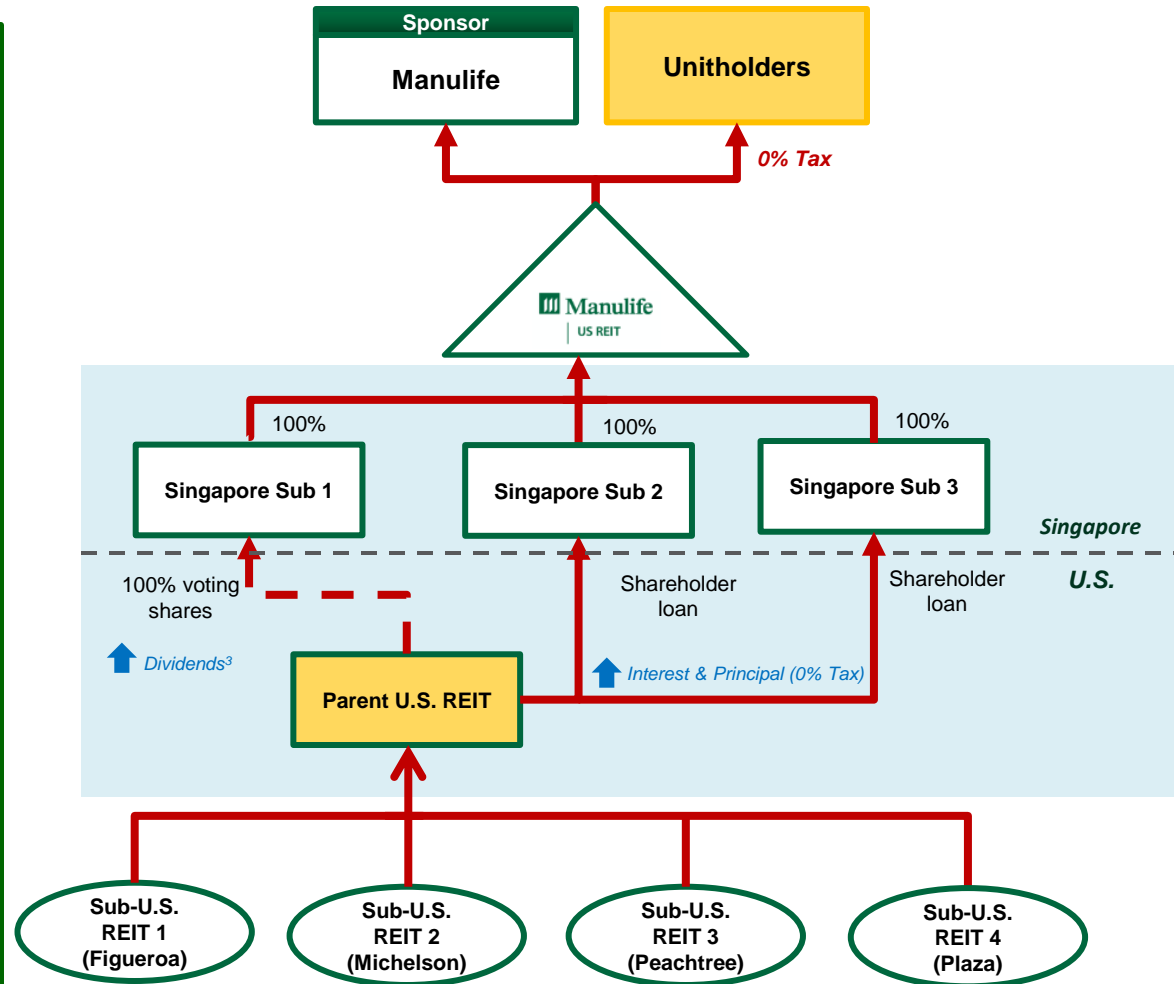 Sponsor
Manulife
Unitholders
0% Tax
Manulife
US REIT
100%
100%
100%
Singapore Sub 1
Singapore Sub 2
Singapore Sub 3
Singapore
U.S.
100% voting
shares
Shareholder
loan
Shareholder
loan
Dividends³
Interest & Principal (0% Tax)
Parent U.S. REIT
Sub-U.S.
REIT 1
(Figueroa)
Sub-U.S.
REIT 2
(Michelson)
Sub-U.S.
REIT 3
(Peachtree)
Sub-U.S.
REIT 4
(Plaza)